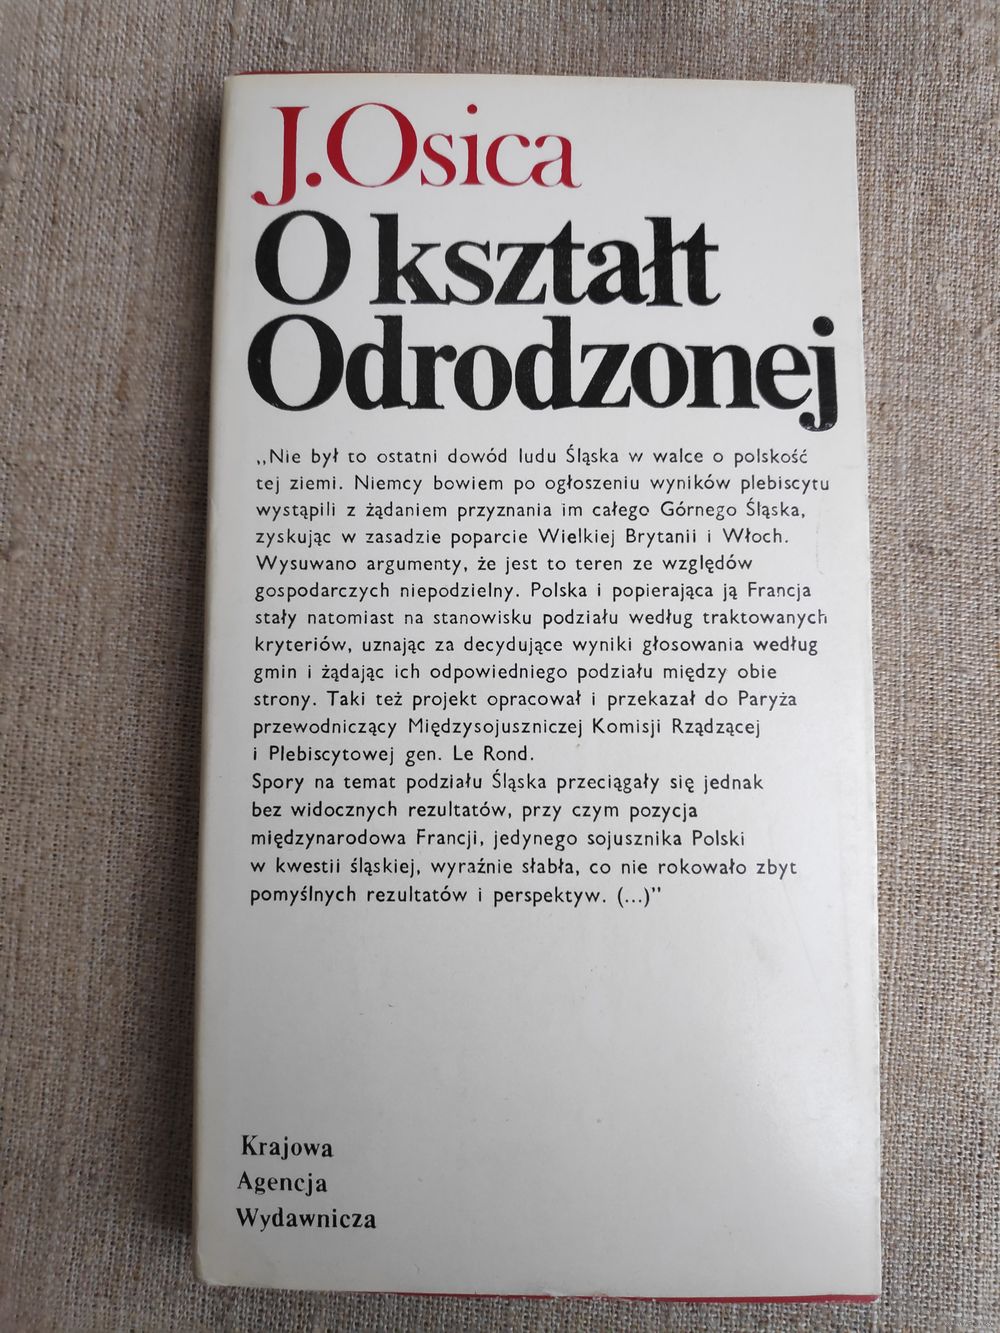 J. Osica
O kształt
Odrodzonej
„Nie był to ostatni dowód ludu Śląska w walce o polskość
tej ziemi. Niemcy bowiem po ogłoszeniu wyników plebiscytu
wystąpili z żądaniem przyznania im całego Górnego Śląska,
zyskując w zasadzie poparcie Wielkiej Brytanii i Włoch.
Wysuwano argumenty, że jest to teren ze względów
gospodarczych niepodzielny. Polska i popierająca ją Francja
stały natomiast na stanowisku podziału według traktowanych
kryteriów, uznając za decydujące wyniki głosowania według
gmin i żądając ich odpowiedniego podziału między obie
strony. Taki też projekt opracował i przekazał do Paryża
przewodniczący Międzysojuszniczej Komisji Rządzącej
i Plebiscytowej gen. Le Rond.
Spory na temat podziału Śląska przeciągały się jednak
bez widocznych rezultatów, przy czym pozycja
międzynarodowa Francji, jedynego sojusznika Polski
w kwestii śląskiej, wyraźnie słabła, co nie rokowało zbyt
pomyślnych rezultatów i perspektyw. (...)”
Krajowa
Agencja
Wydawnicza